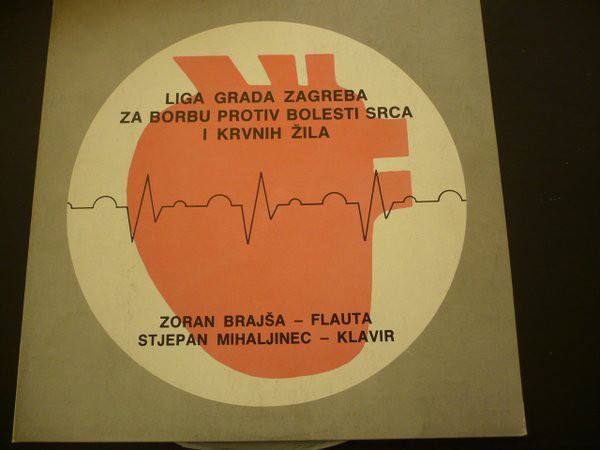 LIGA GRADA ZAGREBA
ZA BORBU PROTIV BOLESTI SRCA
I KRVNIH ŽILA
ZORAN BRAJŠA – FLAUTA
STJEPAN MIHALJINEC – KLAVIR